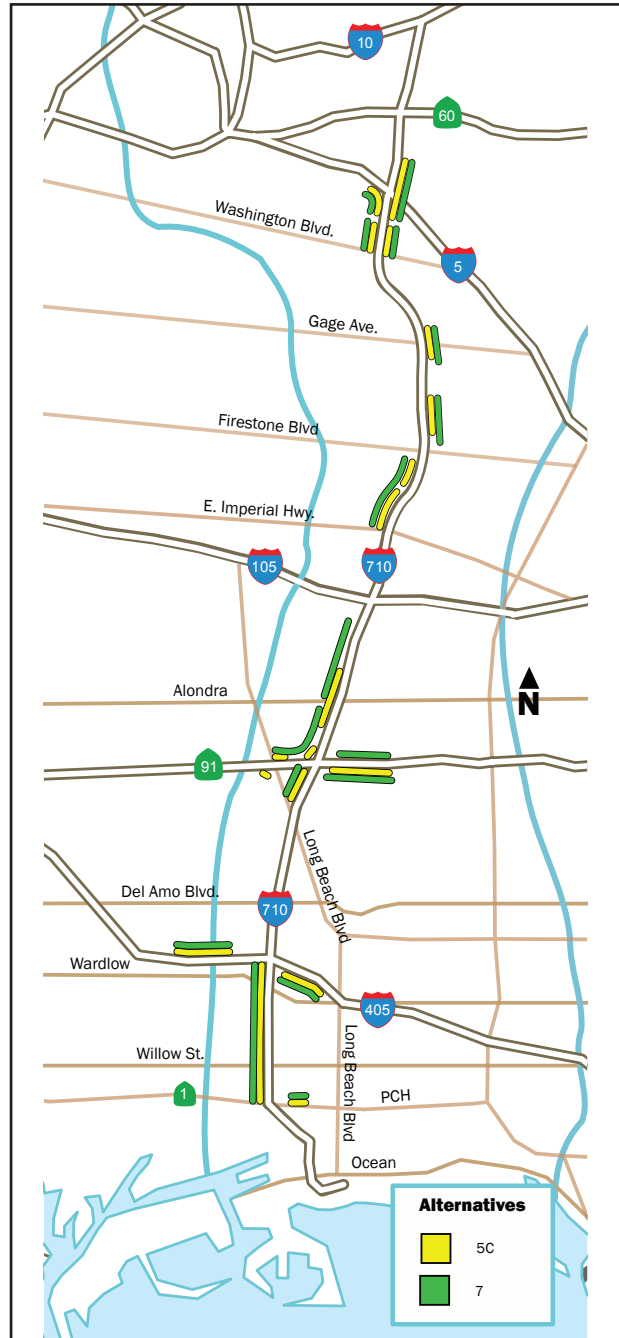 10
60
Washington Blvd.
5
Gage Ave.
Firestone Blvd
E. Imperial Hwy.
105
710
Alondra
N
91
Long Beach Blvd
Del Amo Blvd.
710
Wardlow
405
Willow St.
Long Beach Blvd
1
PCH
Ocean
Alternatives
5C
7